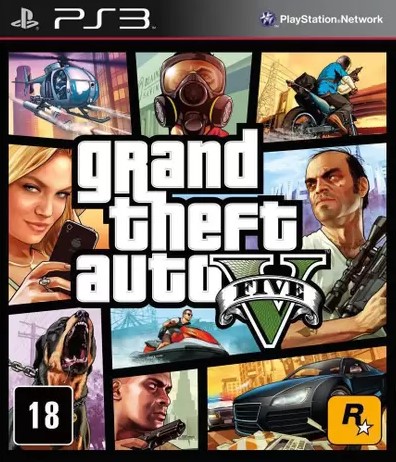 PS3
PlayStation®Network
grand
theft
auto
FIVE
V
18
R★